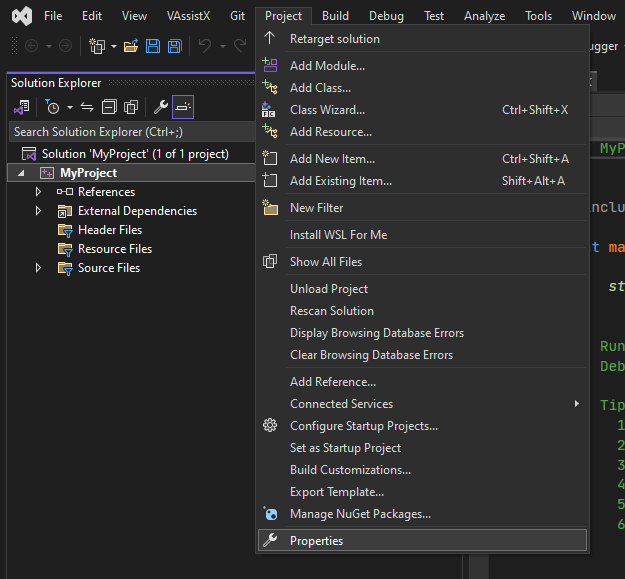 File Edit View VAssistX Git Project Build Debug Test Analyze Tools Window
Retarget solution
ugger
Solution Explorer
Add Module...
Add Class...
Class Wizard... Ctrl+Shift+X
Search Solution Explorer (Ctrl+;)
Add Resource...
Solution 'MyProject' (1 of 1 project)
MyP
Add New Item... Ctrl+Shift+A
MyProject
Add Existing Item... Shift+Alt+A
References
External Dependencies
New Filter
nclu
Header Files
Install WSL For Me
t ma
Resource Files
Show All Files
Source Files
Unload Project
st
Rescan Solution
Display Browsing Database Errors
Run
Clear Browsing Database Errors
Deb
Add Reference...
Connected Services
Tip
Configure Startup Projects...
1
Set as Startup Project
2
Build Customizations...
3
Export Template...
4
Manage NuGet Packages...
5
6
Properties